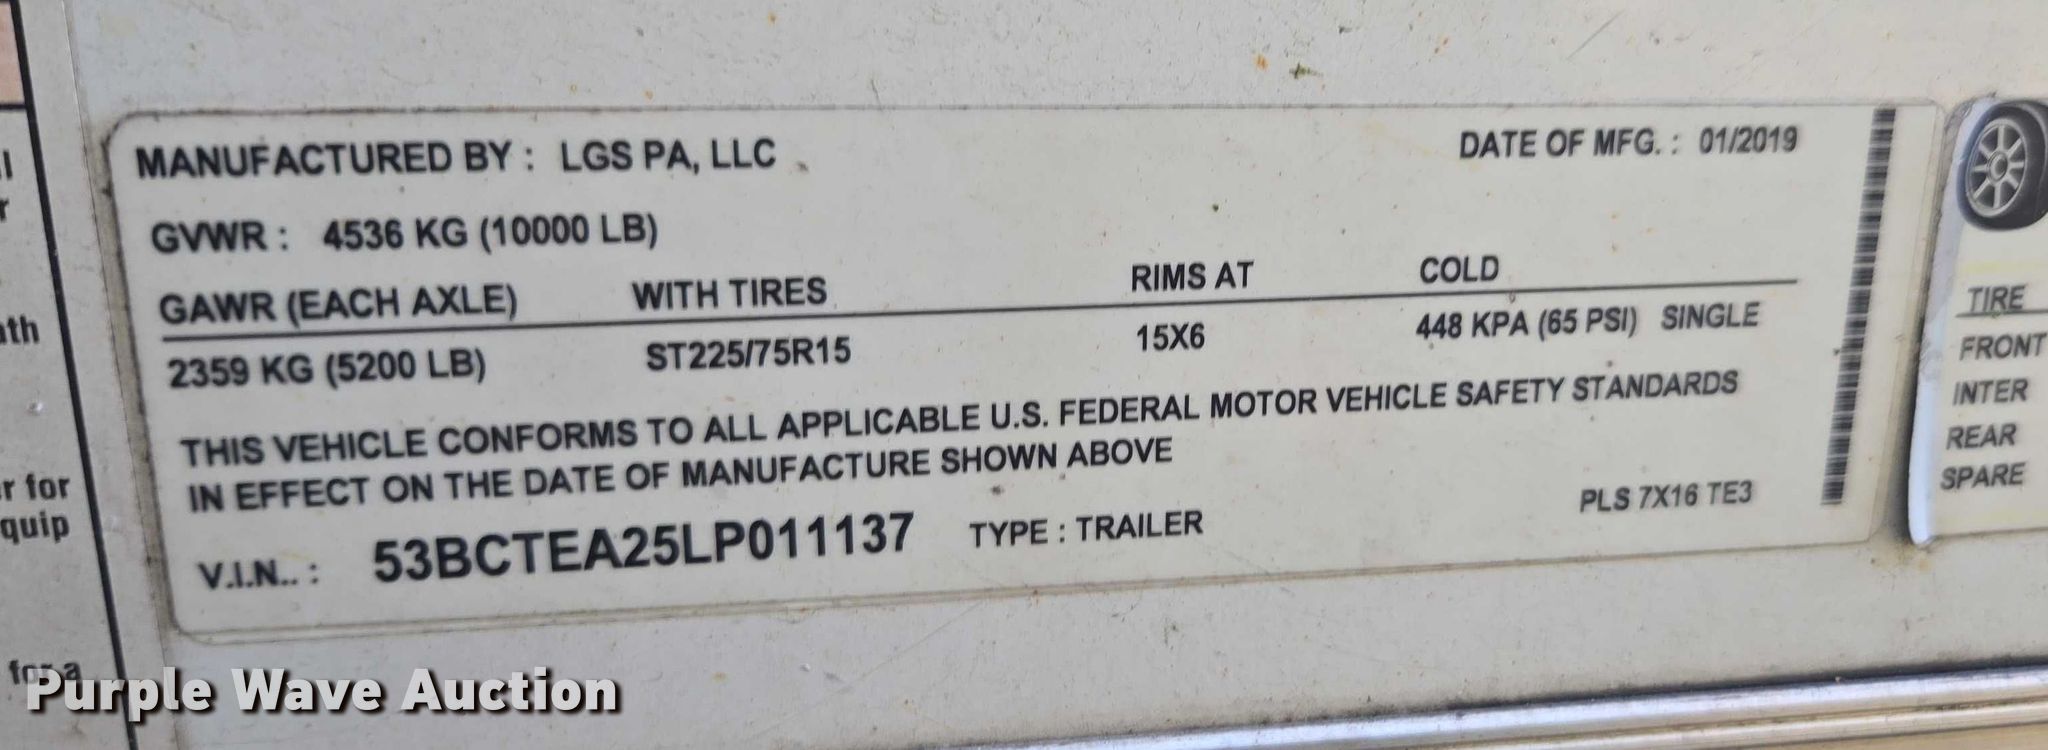 MANUFACTURED BY : LGS PA, LLC
DATE OF MFG. : 01/2019
GVWR : 4536 KG (10000 LB)
GAWR (EACH AXLE) WITH TIRES RIMS AT COLD
2359 KG (5200 LB) ST225/75R15 15X6 448 KPA (65 PSI) SINGLE
THIS VEHICLE CONFORMS TO ALL APPLICABLE U.S. FEDERAL MOTOR VEHICLE SAFETY STANDARDS
IN EFFECT ON THE DATE OF MANUFACTURE SHOWN ABOVE
PLS 7X16 TE3
V.I.N.. : 53BCTEA25LP011137 TYPE : TRAILER
TIRE
FRONT
INTER
REAR
SPARE
r for
quip
for a
Purple Wave Auction